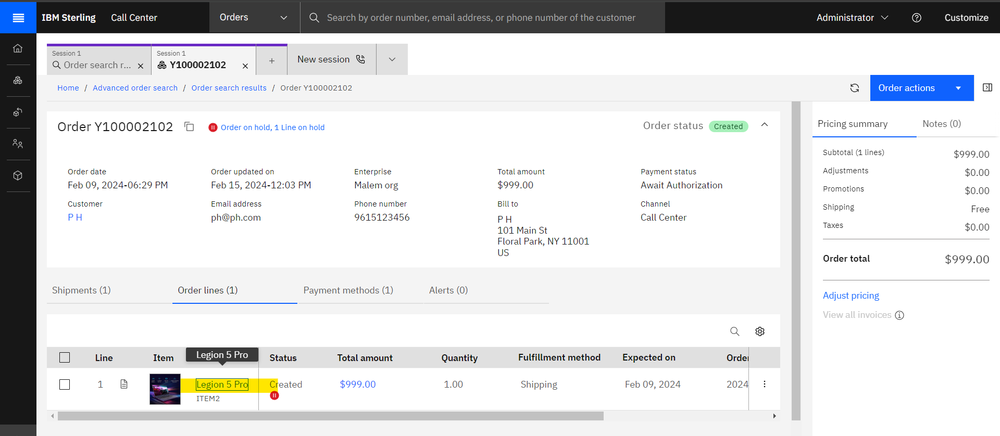 IBM Sterling Call Center Orders Search by order number, email address, or phone number of the customer Administrator Customize
Session 1 Session 1
Order search r... Y100002102 + New session
Home / Advanced order search / Order search results / Order Y100002102 Order actions
Order Y100002102 Order on hold, 1 Line on hold Order status Created
Order date Order updated on Enterprise Total amount Payment status
Feb 09, 2024-06:29 PM Feb 15, 2024-12:03 PM Malem org $999.00 Await Authorization
Customer Email address Phone number Bill to Channel
P H ph@ph.com 9615123456 P H Call Center
101 Main St
Floral Park, NY 11001
US
Shipments (1) Order lines (1) Payment methods (1) Alerts (0)
Legion 5 Pro
Line Item Status Total amount Quantity Fulfillment method Expected on Order
1 Legion 5 Pro Created $999.00 1.00 Shipping Feb 09, 2024 2024
ITEM2
Pricing summary Notes (0)
Subtotal (1 lines) $999.00
Adjustments $0.00
Promotions $0.00
Shipping Free
Taxes $0.00
Order total $999.00
Adjust pricing
View all invoices